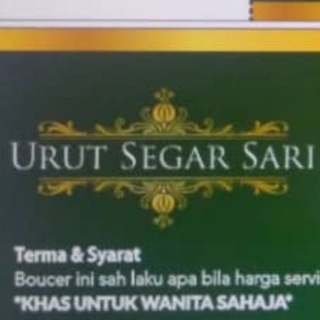 URUT SEGAR SARI
Terma & Syarat
Boucer ini sah laku apa bila harga servi
*KHAS UNTUK WANITA SAHAJA*